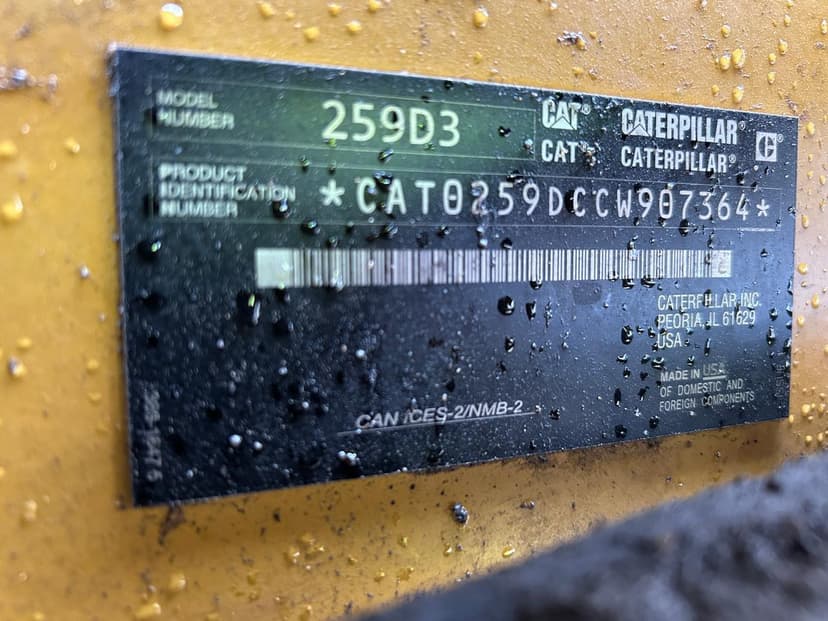 MODEL
NUMBER
259D3
CAT® CATERPILLAR®
CAT® CATERPILLAR®
PRODUCT
IDENTIFICATION
NUMBER
*CAT0259DCCW907364*
CATERPILLAR INC.
PEORIA, IL 61629
USA
MADE IN USA
OF DOMESTIC AND
FOREIGN COMPONENTS
CAN ICES-2/NMB-2